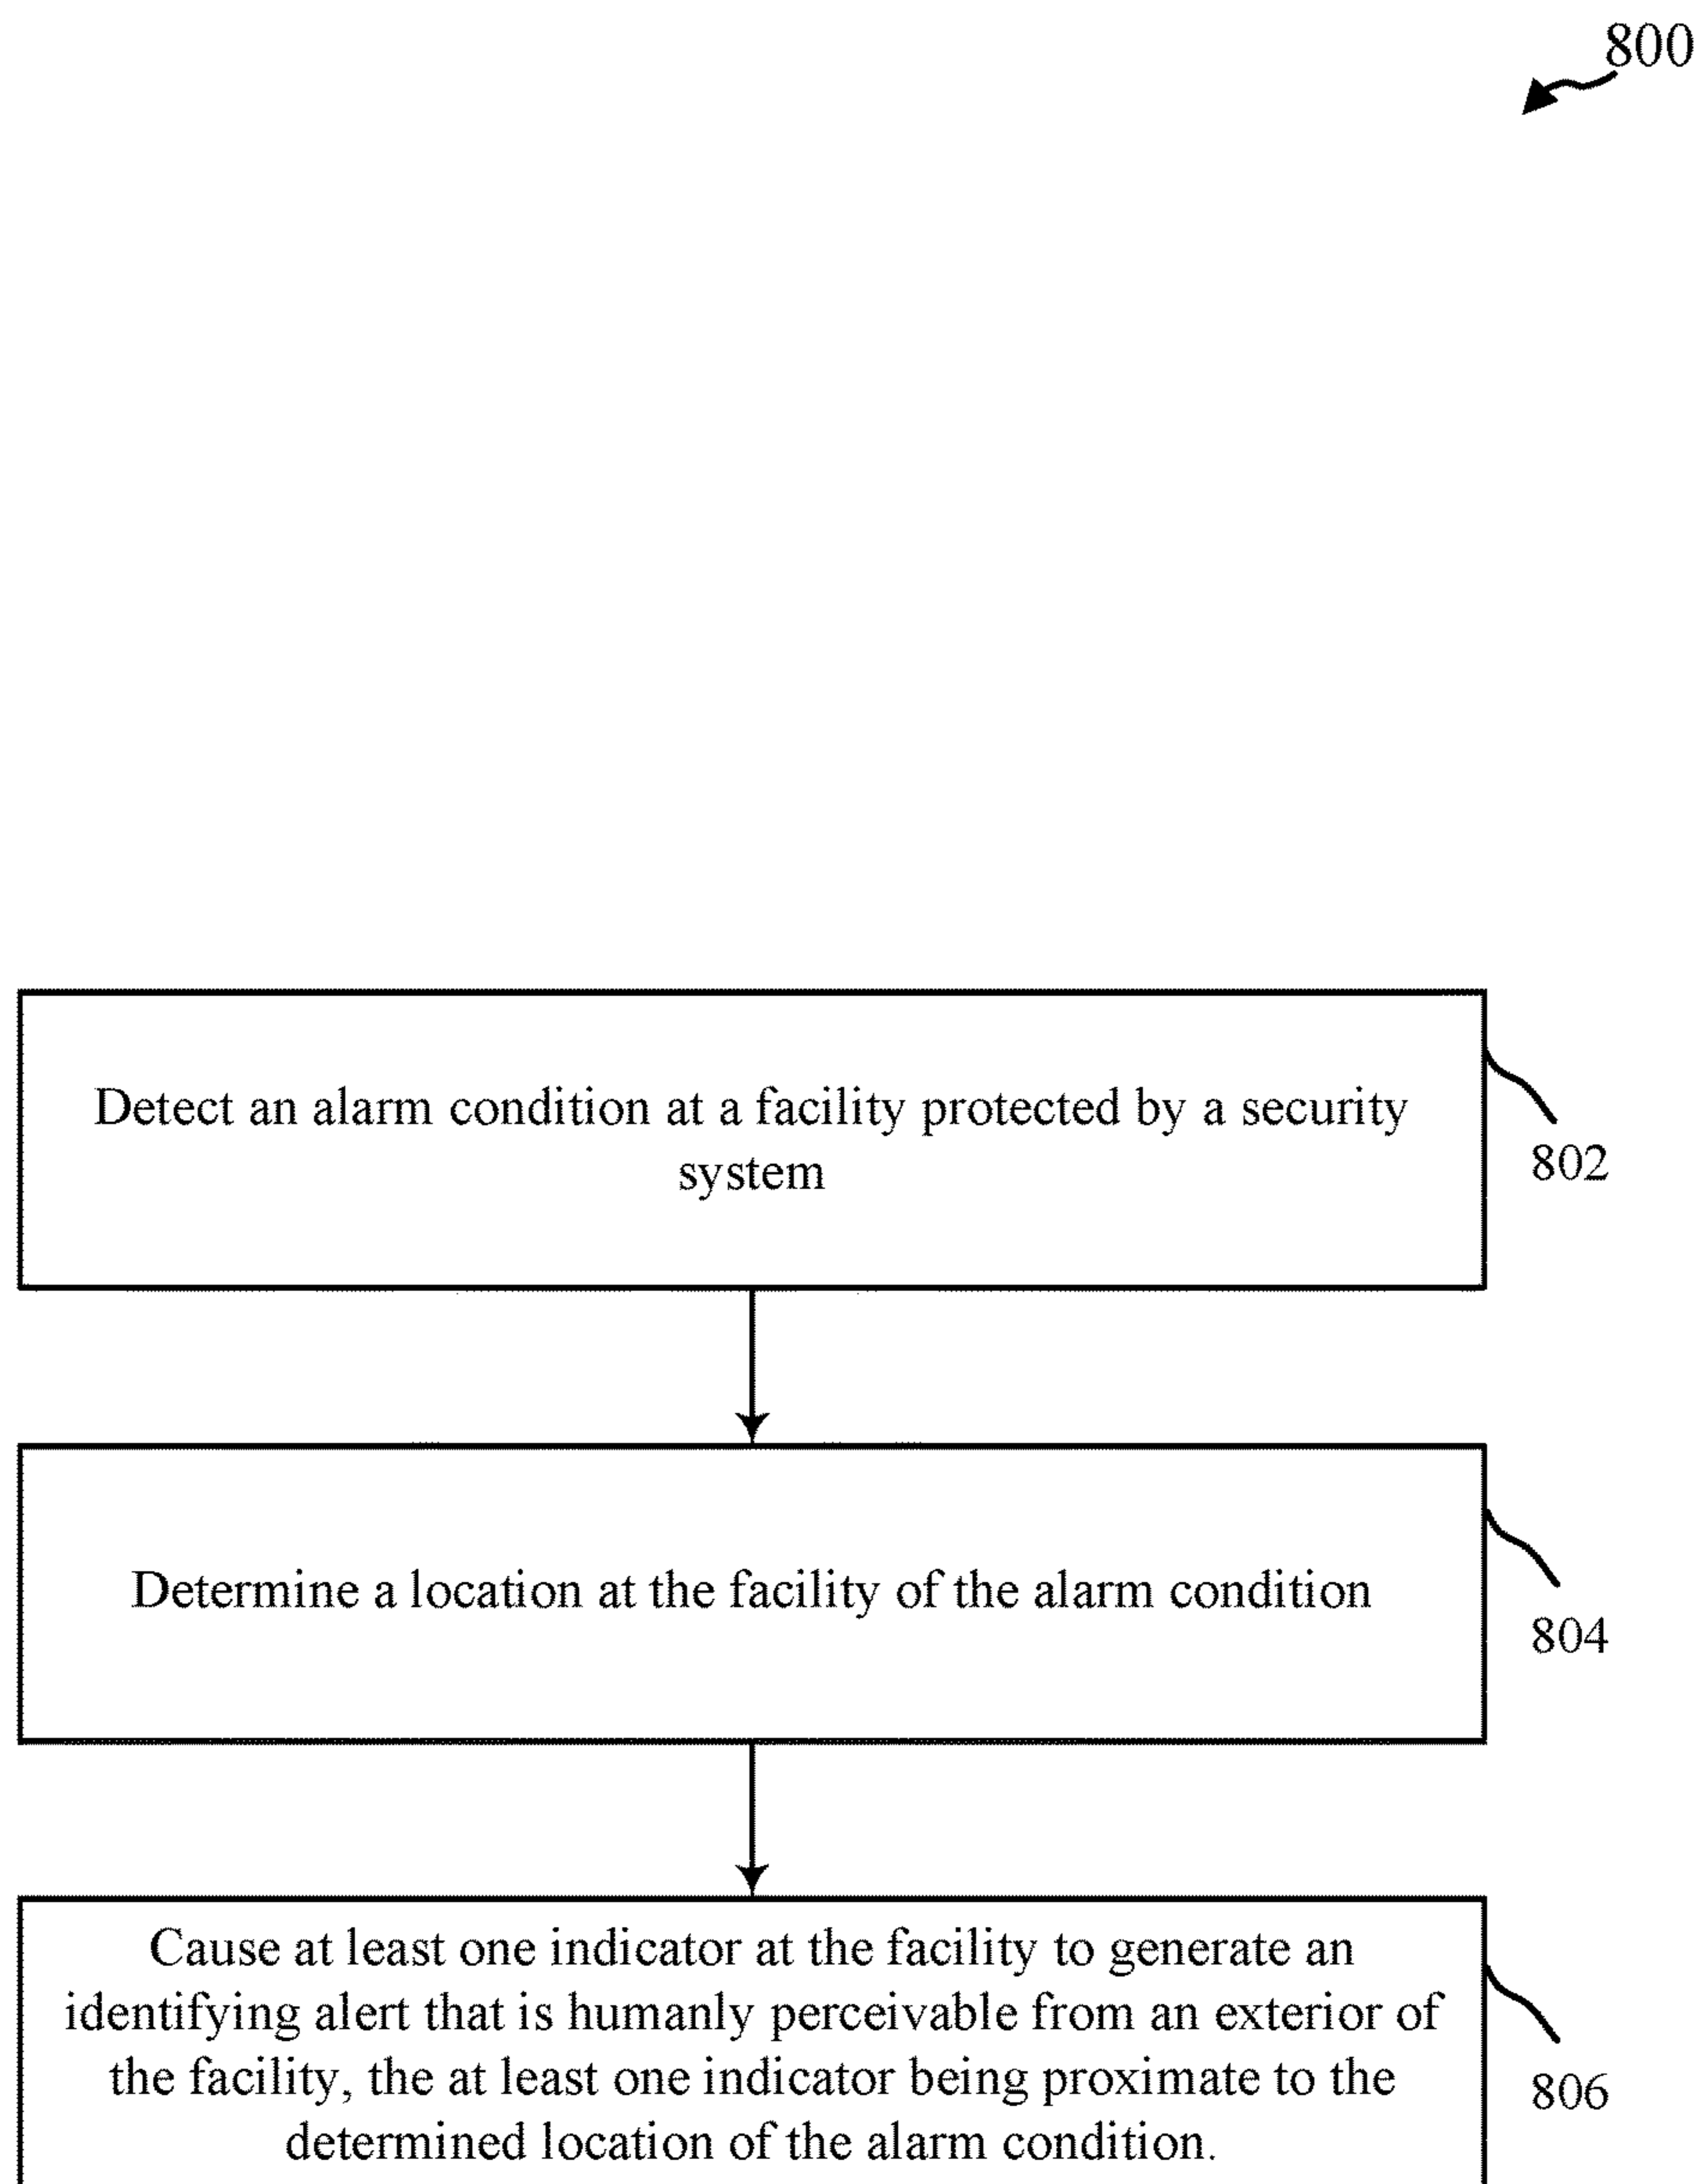 800
Detect an alarm condition at a facility protected by a security
system
802
Determine a location at the facility of the alarm condition
804
Cause at least one indicator at the facility to generate an
identifying alert that is humanly perceivable from an exterior of
the facility, the at least one indicator being proximate to the
determined location of the alarm condition.
806